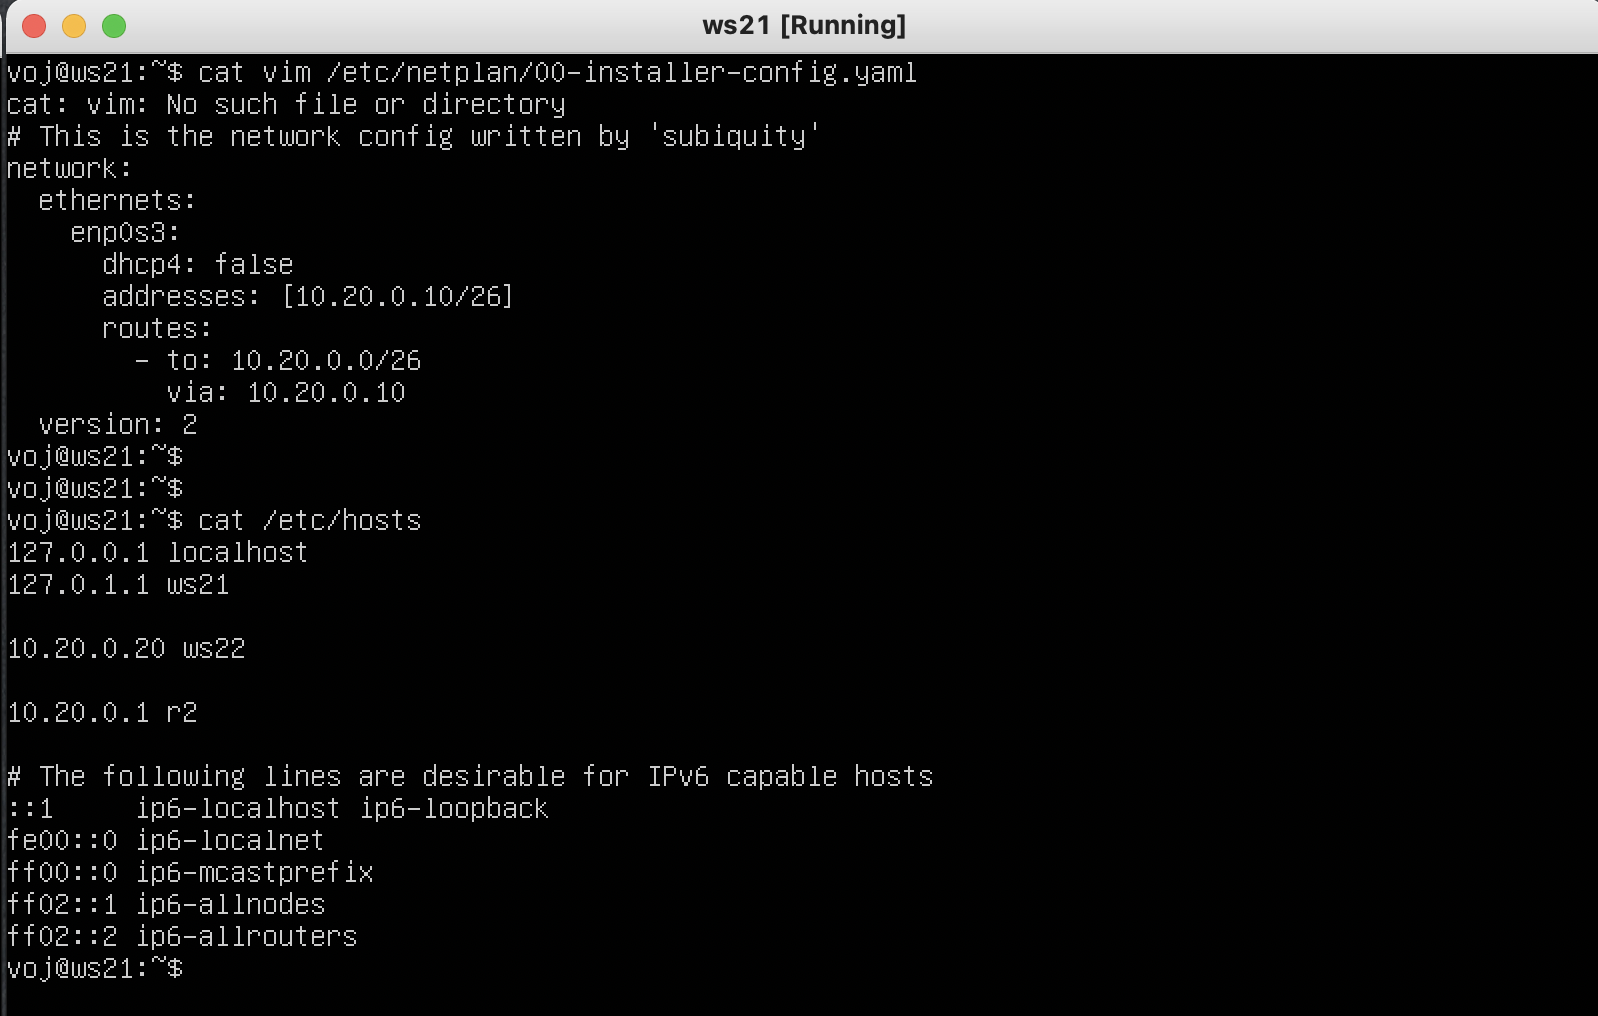 ws21 [Running]
voj@ws21:~$ cat vim /etc/netplan/00-installer-config.yaml
cat: vim: No such file or directory
# This is the network config written by 'subiquity'
network:
  ethernets:
    enp0s3:
      dhcp4: false
      addresses: [10.20.0.10/26]
      routes:
        - to: 10.20.0.0/26
          via: 10.20.0.10
  version: 2
voj@ws21:~$
voj@ws21:~$
voj@ws21:~$ cat /etc/hosts
127.0.0.1 localhost
127.0.1.1 ws21

10.20.0.20 ws22

10.20.0.1 r2

# The following lines are desirable for IPv6 capable hosts
::1     ip6-localhost ip6-loopback
fe00::0 ip6-localnet
ff00::0 ip6-mcastprefix
ff02::1 ip6-allnodes
ff02::2 ip6-allrouters
voj@ws21:~$